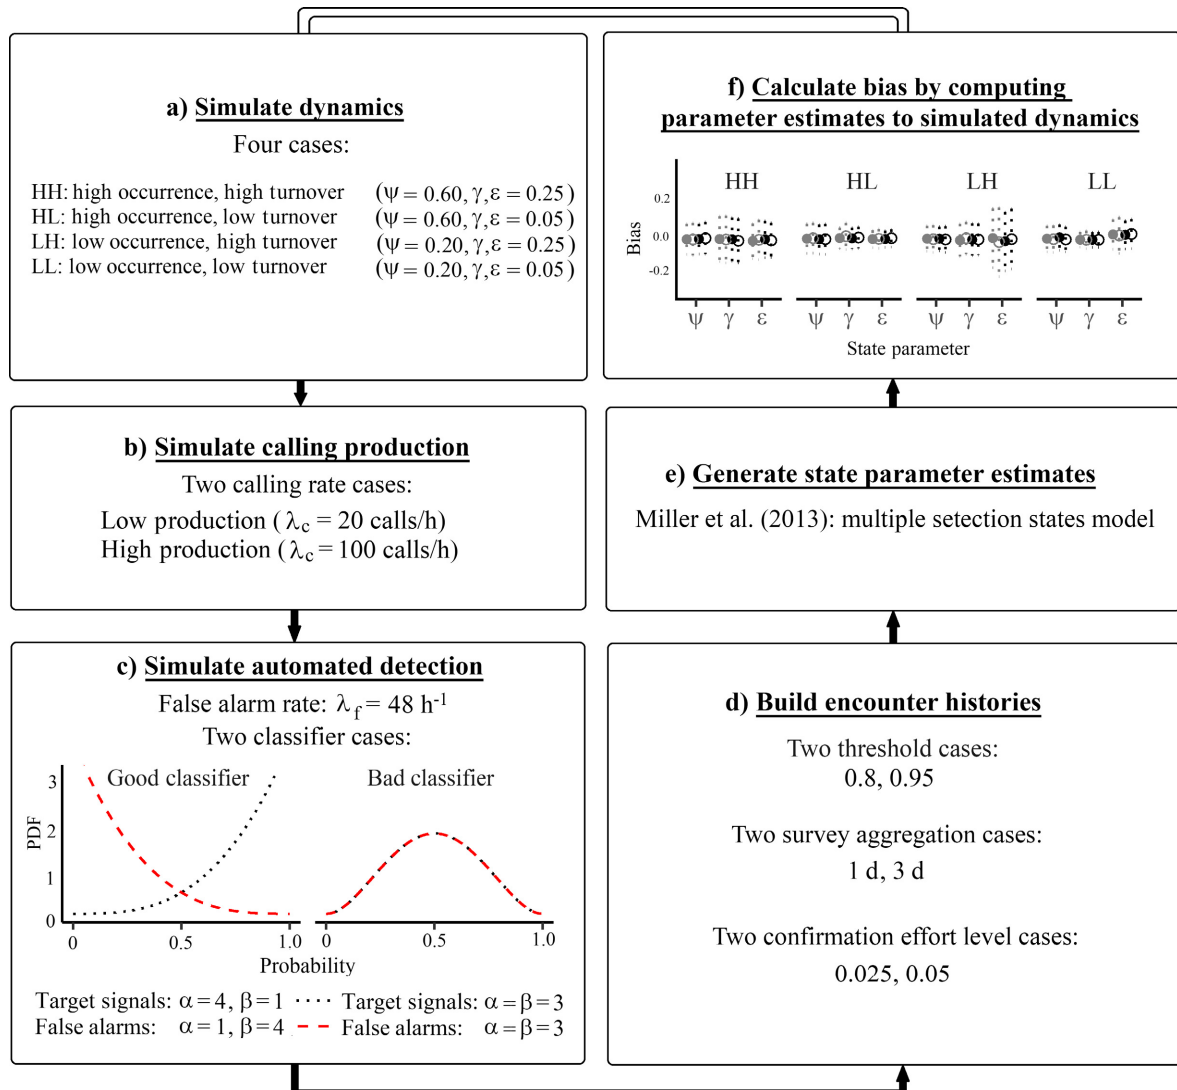 a) Simulate dynamics
Four cases:
HH: high occurrence, high turnover (ψ = 0.60, γ,ε = 0.25)
HL: high occurrence, low turnover (ψ = 0.60, γ,ε = 0.05)
LH: low occurrence, high turnover (ψ = 0.20, γ,ε = 0.25)
LL: low occurrence, low turnover (ψ = 0.20, γ,ε = 0.05)
b) Simulate calling production
Two calling rate cases:
Low production (λc = 20 calls/h)
High production (λc = 100 calls/h)
c) Simulate automated detection
False alarm rate: λf = 48 h-1
Two classifier cases:
Good classifier
Bad classifier
PDF
3
2
1
0
0 0.5 1.0
0 0.5 1.0
Probability
Target signals: α=4, β=1 Target signals: α=β=3
False alarms: α=1, β=4 False alarms: α=β=3
d) Build encounter histories
Two threshold cases:
0.8, 0.95
Two survey aggregation cases:
1 d, 3 d
Two confirmation effort level cases:
0.025, 0.05
e) Generate state parameter estimates
Miller et al. (2013): multiple setection states model
f) Calculate bias by computing
parameter estimates to simulated dynamics
HH HL LH LL
Bias
0.2
0.0
-0.2
ψ γ ε ψ γ ε ψ γ ε ψ γ ε
State parameter